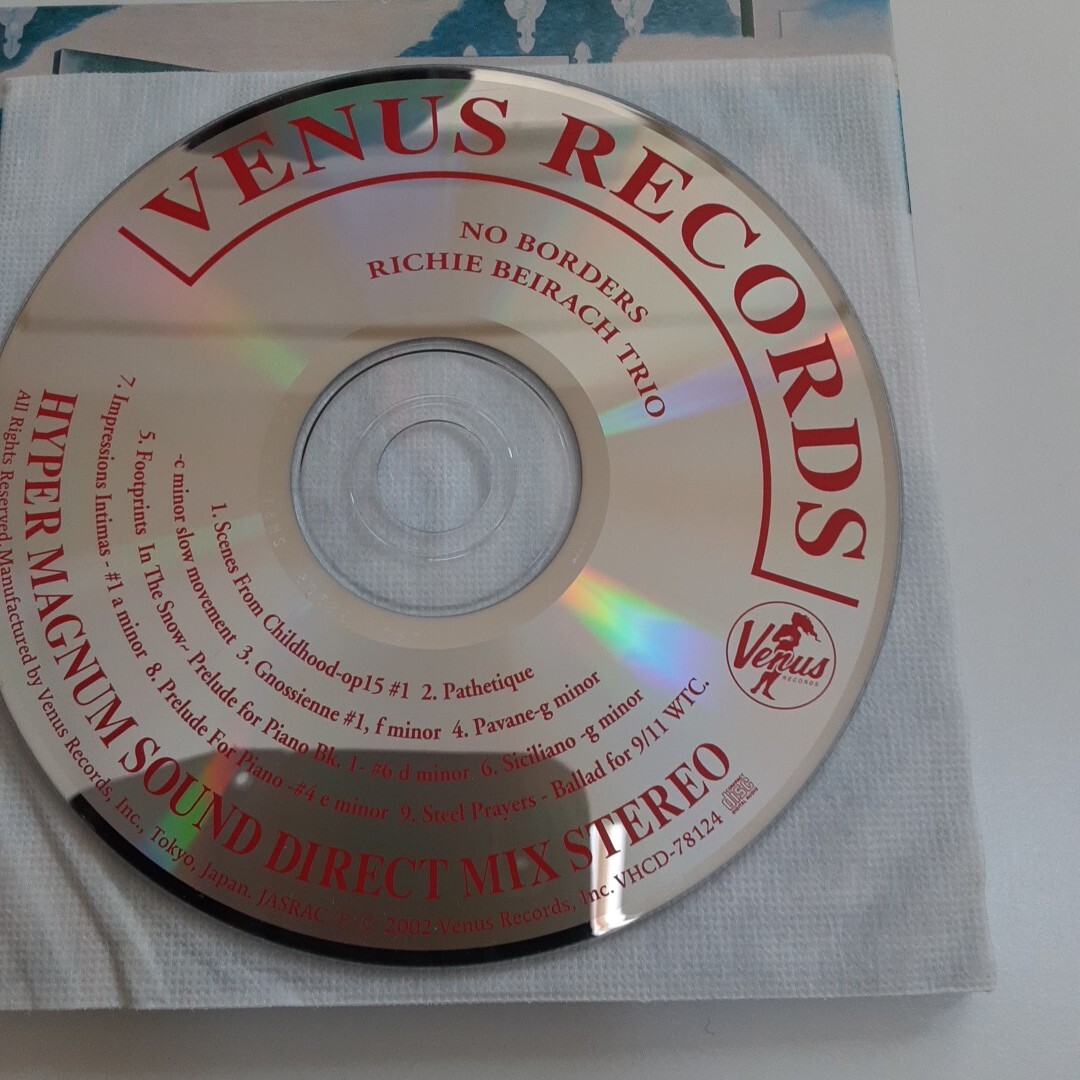 VENUS RECORDS
NO BORDERS
RICHIE BEIRACH TRIO
Venus
RECORDS
1. Scenes From Childhood-op15 #1 2. Pathetique
-c minor slow movement 3. Gnossienne #1, f minor 4. Pavane-g minor
5. Footprints In The Snow~ Prelude for Piano Bk. 1- #6 d minor 6. Siciliano -g minor
7. Impressions Intimas - #1 a minor 8. Prelude For Piano -#4 e minor 9. Steel Prayers - Ballad for 9/11 WTC.
HYPER MAGNUM SOUND DIRECT MIX STEREO
disc
All Rights Reserved. Manufactured by Venus Records, Inc., Tokyo, Japan. JASRAC Ⓟ © 2002 Venus Records, Inc. VHCD-78124